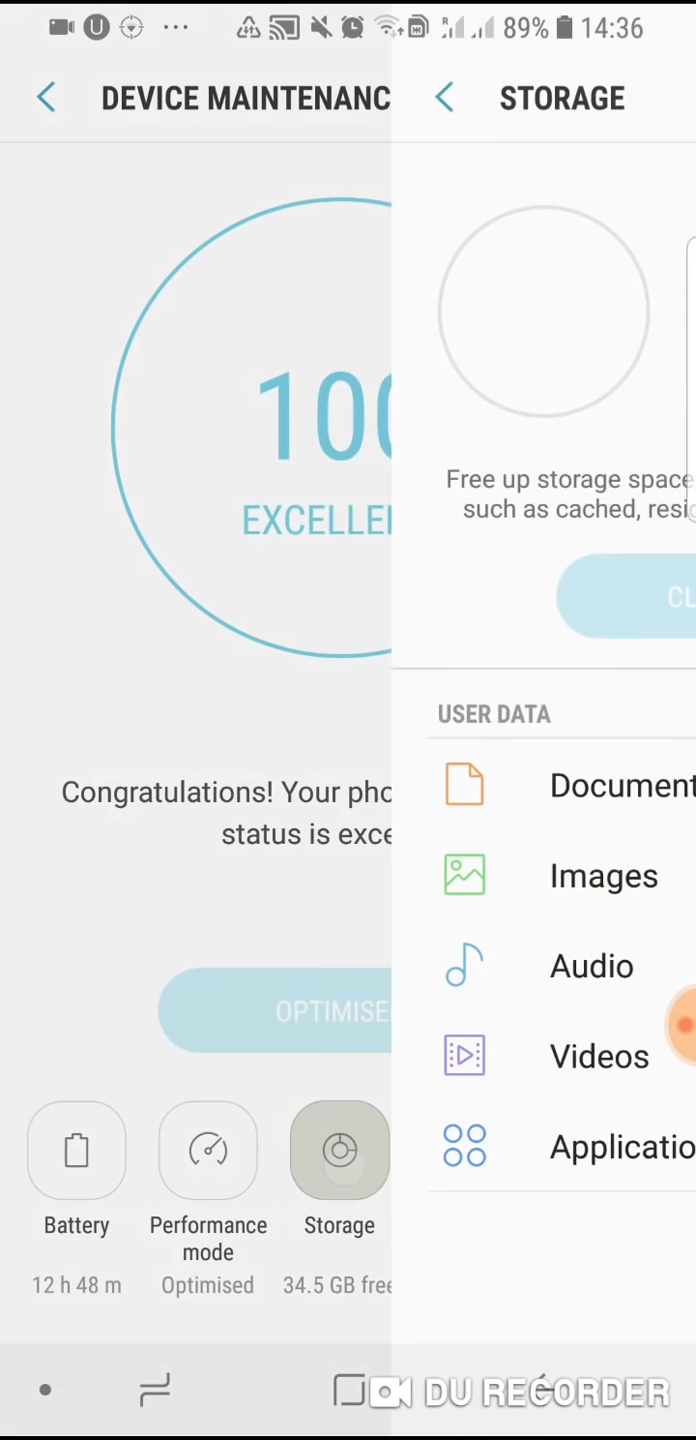 U ... R 89% 14:36
DEVICE MAINTENANC
STORAGE
100
EXCELLE
Free up storage space
such as cached, resi
CL
USER DATA
Document
Images
Audio
Videos
Applicatio
Congratulations! Your pho
status is exce
OPTIMISE
Battery
12 h 48 m
Performance
mode
Optimised
Storage
34.5 GB free
DU RECORDER